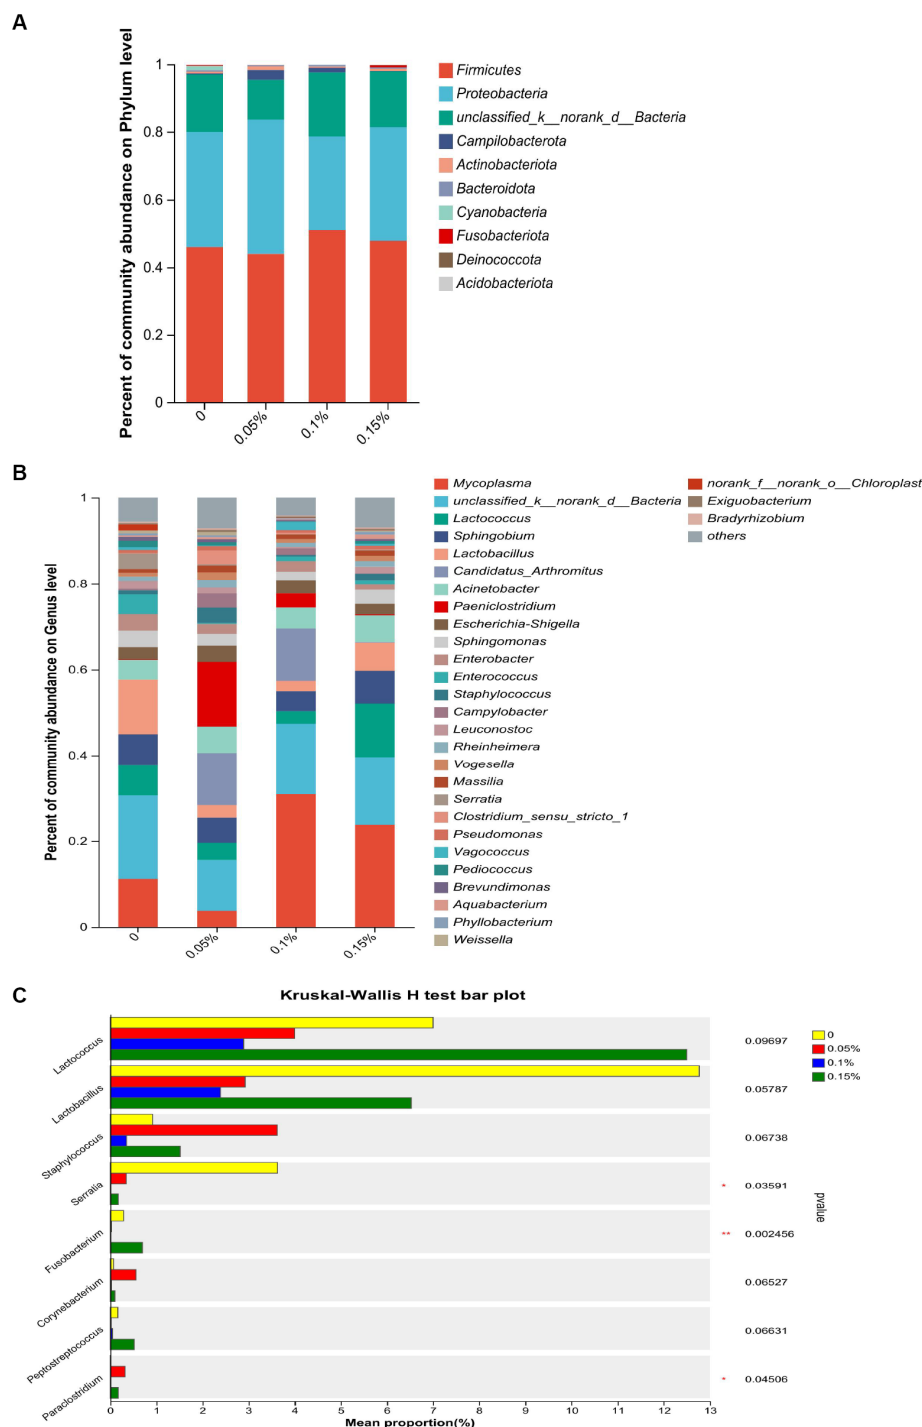 A
Percent of community abundance on Phylum level
1
0.8
0.6
0.4
0.2
0
0
0.05%
0.1%
0.15%
Firmicutes
Proteobacteria
unclassified_k__norank_d__Bacteria
Campilobacterota
Actinobacteriota
Bacteroidota
Cyanobacteria
Fusobacteriota
Deinococcota
Acidobacteriota
B
Percent of community abundance on Genus level
1
0.8
0.6
0.4
0.2
0
0
0.05%
0.1%
0.15%
Mycoplasma
unclassified_k__norank_d__Bacteria
Lactococcus
Sphingobium
Lactobacillus
Candidatus_Arthromitus
Acinetobacter
Paeniclostridium
Escherichia-Shigella
Sphingomonas
Enterobacter
Enterococcus
Staphylococcus
Campylobacter
Leuconostoc
Rheinheimera
Vogesella
Massilia
Serratia
Clostridium_sensu_stricto_1
Pseudomonas
Vagococcus
Pediococcus
Brevundimonas
Aquabacterium
Phyllobacterium
Weissella
norank_f__norank_o__Chloroplast
Exiguobacterium
Bradyrhizobium
others
C
Kruskal-Wallis H test bar plot
Lactococcus
Lactobacillus
Staphylococcus
Serratia
Fusobacterium
Corynebacterium
Peptostreptococcus
Paraclostridium
0.09697
0.05787
0.06738
* 0.03591
** 0.002456
0.06527
0.06631
* 0.04506
pvalue
0
0.05%
0.1%
0.15%
0 1 2 3 4 5 6 7 8 9 10 11 12 13
Mean proportion(%)